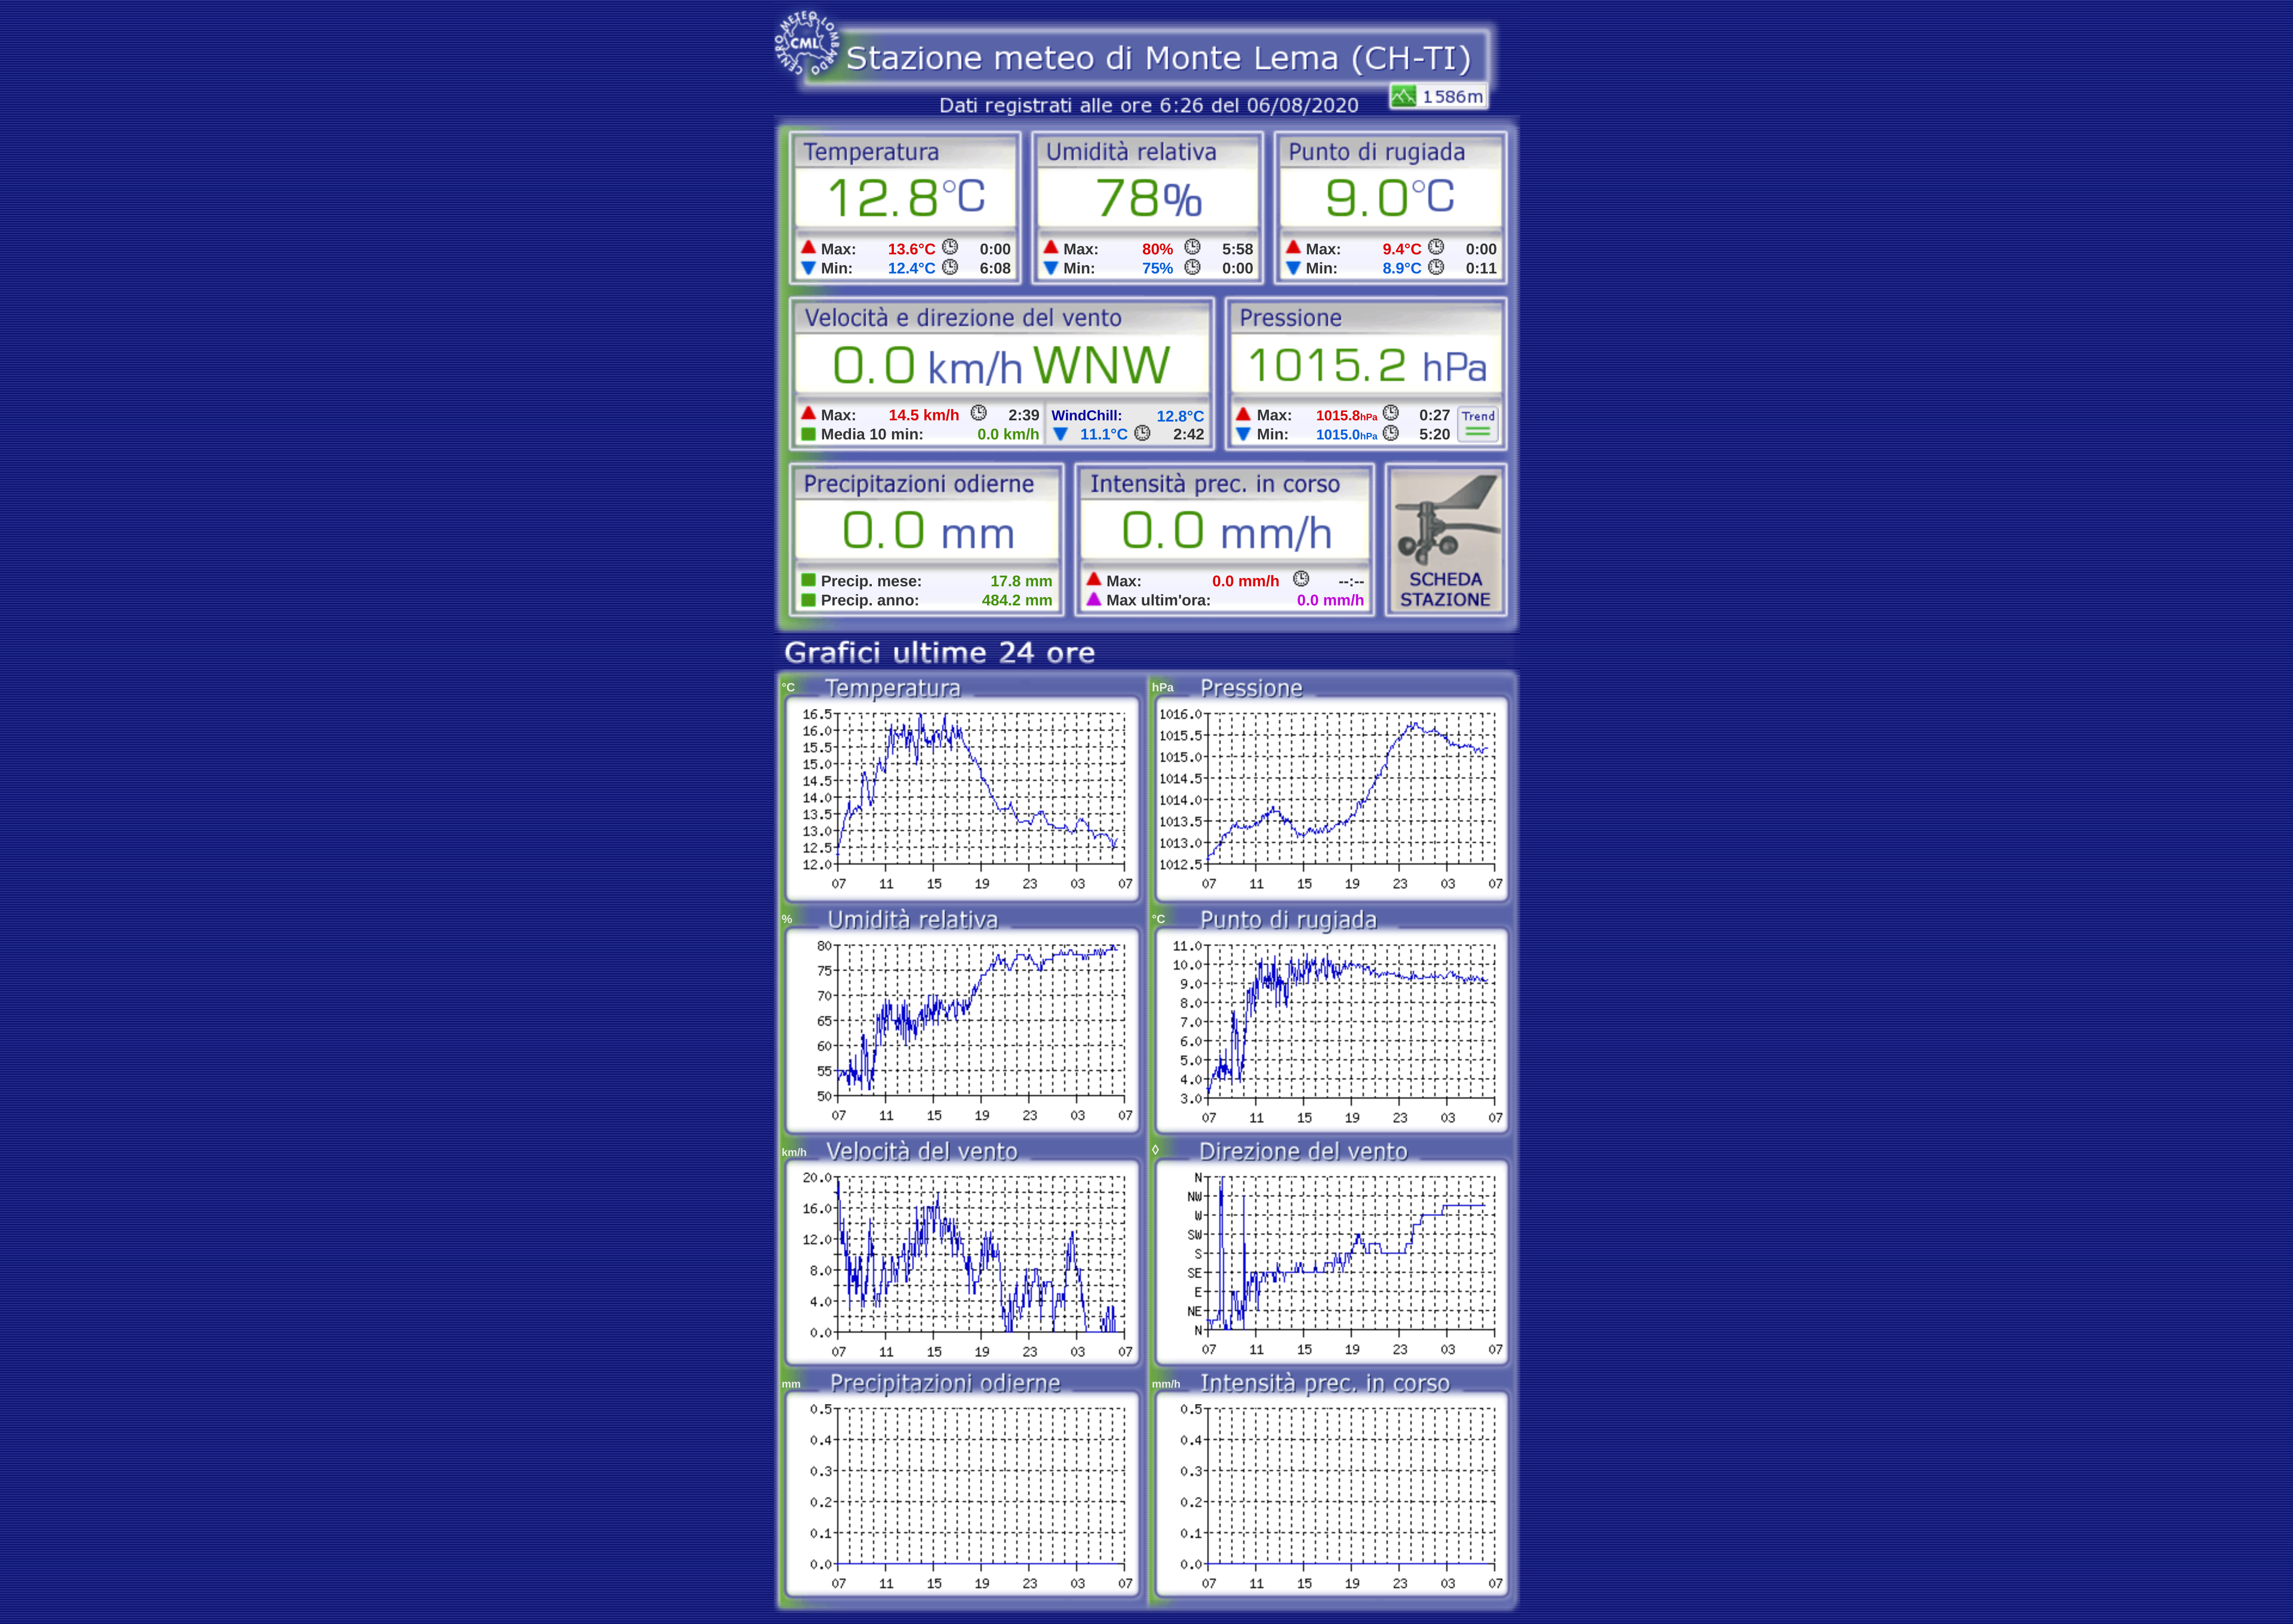 CENTRO METEO LOMBARDO
CML
Stazione meteo di Monte Lema (CH-TI)
Dati registrati alle ore 6:26 del 06/08/2020
1586m
Temperatura
12.8°C
Max: 13.6°C 0:00
Min: 12.4°C 6:08
Umidità relativa
78%
Max: 80% 5:58
Min: 75% 0:00
Punto di rugiada
9.0°C
Max: 9.4°C 0:00
Min: 8.9°C 0:11
Velocità e direzione del vento
0.0 km/h WNW
Max: 14.5 km/h 2:39
Media 10 min: 0.0 km/h
WindChill: 12.8°C
11.1°C 2:42
Pressione
1015.2 hPa
Max: 1015.8hPa 0:27
Min: 1015.0hPa 5:20
Trend
Precipitazioni odierne
0.0 mm
Precip. mese: 17.8 mm
Precip. anno: 484.2 mm
Intensità prec. in corso
0.0 mm/h
Max: 0.0 mm/h --:--
Max ultim'ora: 0.0 mm/h
SCHEDA
STAZIONE
Grafici ultime 24 ore
°C Temperatura
16.5
16.0
15.5
15.0
14.5
14.0
13.5
13.0
12.5
12.0
07 11 15 19 23 03 07
hPa Pressione
1016.0
1015.5
1015.0
1014.5
1014.0
1013.5
1013.0
1012.5
07 11 15 19 23 03 07
% Umidità relativa
80
75
70
65
60
55
50
07 11 15 19 23 03 07
°C Punto di rugiada
11.0
10.0
9.0
8.0
7.0
6.0
5.0
4.0
3.0
07 11 15 19 23 03 07
km/h Velocità del vento
20.0
16.0
12.0
8.0
4.0
0.0
07 11 15 19 23 03 07
◊ Direzione del vento
N
NW
W
SW
S
SE
E
NE
N
07 11 15 19 23 03 07
mm Precipitazioni odierne
0.5
0.4
0.3
0.2
0.1
0.0
07 11 15 19 23 03 07
mm/h Intensità prec. in corso
0.5
0.4
0.3
0.2
0.1
0.0
07 11 15 19 23 03 07